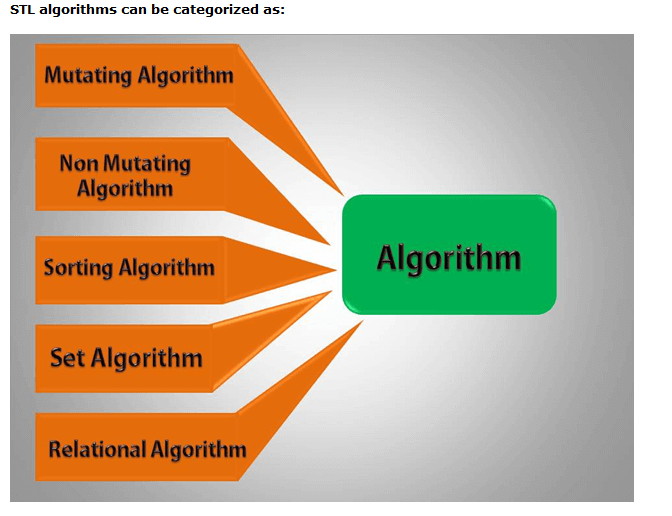 STL algorithms can be categorized as:
Mutating Algorithm
Non Mutating
Algorithm
Sorting Algorithm
Set Algorithm
Relational Algorithm
Algorithm